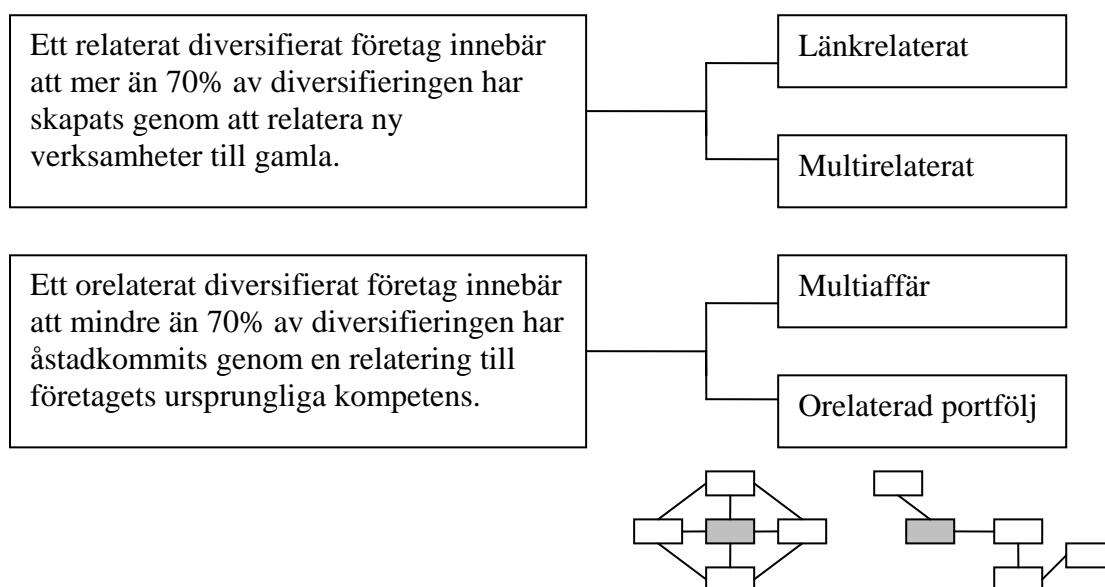 Ett relaterat diversifierat företag innebär
att mer än 70% av diversifieringen har
skapats genom att relatera ny
verksamheter till gamla.
Länkrelaterat
Multirelaterat
Ett orelaterat diversifierat företag innebär
att mindre än 70% av diversifieringen har
åstadkommits genom en relatering till
företagets ursprungliga kompetens.
Multiaffär
Orelaterad portfölj